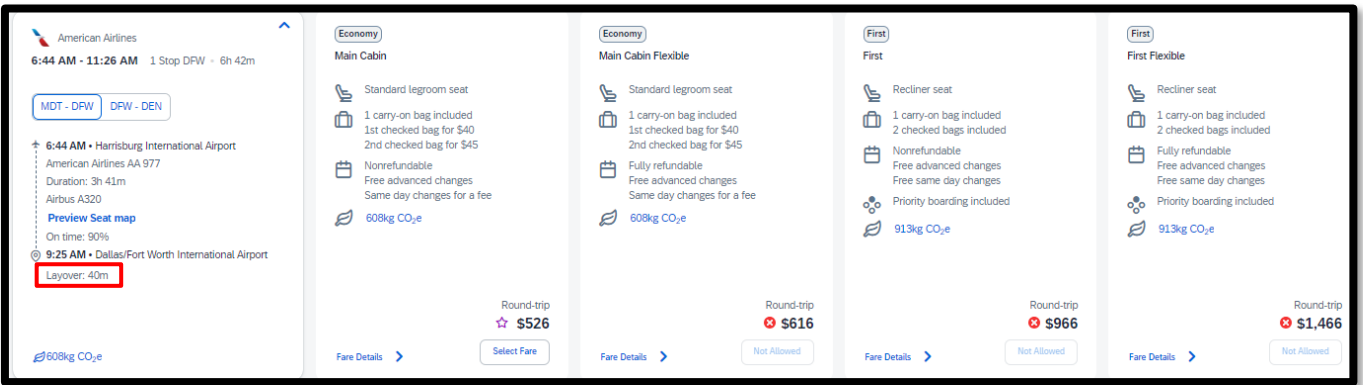 American Airlines
6:44 AM - 11:26 AM 1 Stop DFW • 6h 42m
MDT - DFW DFW - DEN
6:44 AM • Harrisburg International Airport
American Airlines AA 977
Duration: 3h 41m
Airbus A320
Preview Seat map
On time: 90%
9:25 AM • Dallas/Fort Worth International Airport
Layover: 40m
608kg CO₂e
Economy
Main Cabin
Standard legroom seat
1 carry-on bag included
1st checked bag for $40
2nd checked bag for $45
Nonrefundable
Free advanced changes
Same day changes for a fee
608kg CO₂e
Round-trip
$526
Fare Details
Select Fare
Economy
Main Cabin Flexible
Standard legroom seat
1 carry-on bag included
1st checked bag for $40
2nd checked bag for $45
Fully refundable
Free advanced changes
Same day changes for a fee
608kg CO₂e
Round-trip
$616
Fare Details
Not Allowed
First
First
Recliner seat
1 carry-on bag included
2 checked bags included
Nonrefundable
Free advanced changes
Free same day changes
Priority boarding included
913kg CO₂e
Round-trip
$966
Fare Details
Not Allowed
First
First Flexible
Recliner seat
1 carry-on bag included
2 checked bags included
Fully refundable
Free advanced changes
Free same day changes
Priority boarding included
913kg CO₂e
Round-trip
$1,466
Fare Details
Not Allowed